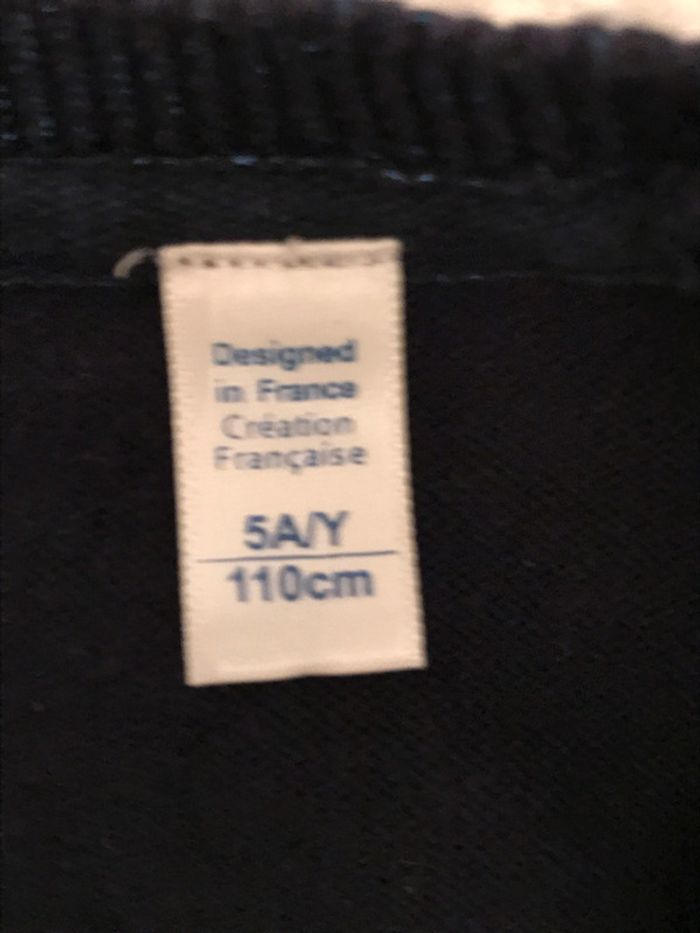 Designed
in France
Création
Française
5A/Y
110cm